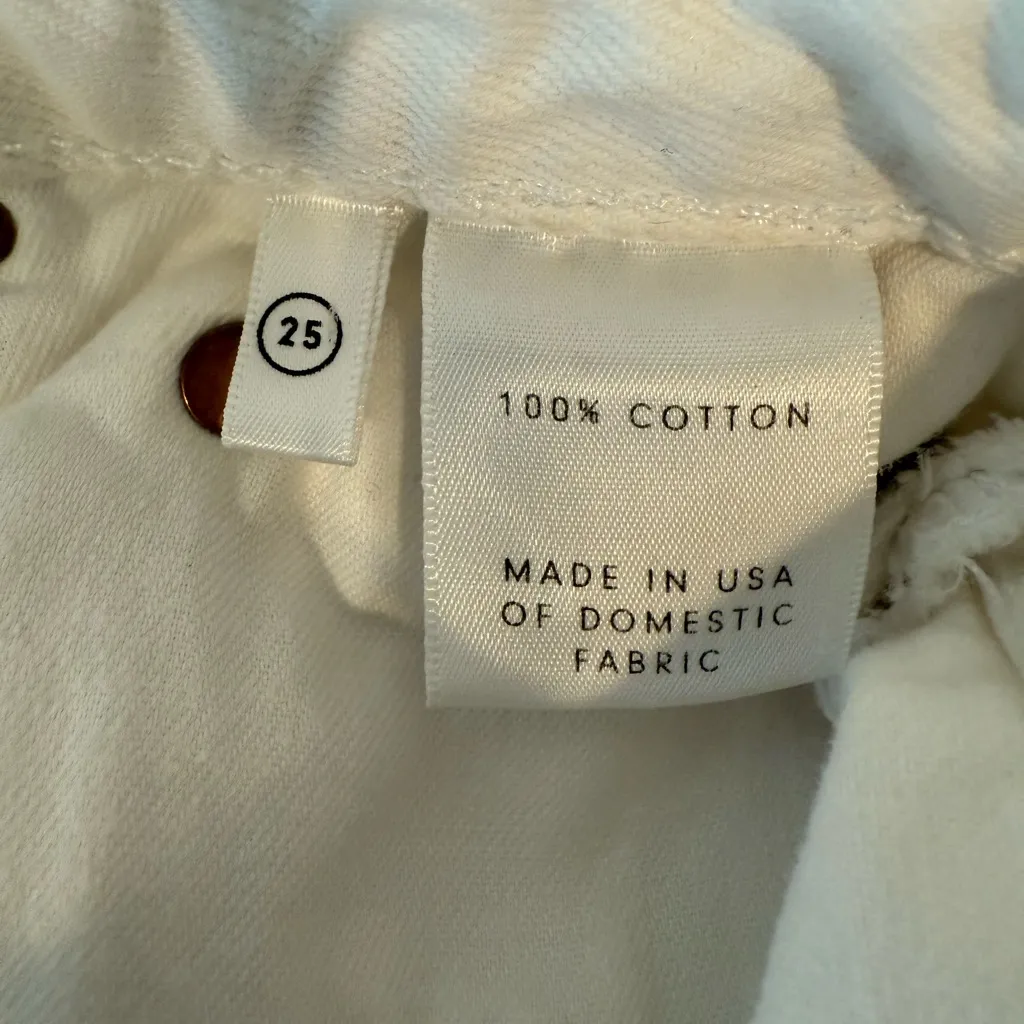 25
100% COTTON
MADE IN USA
OF DOMESTIC
FABRIC